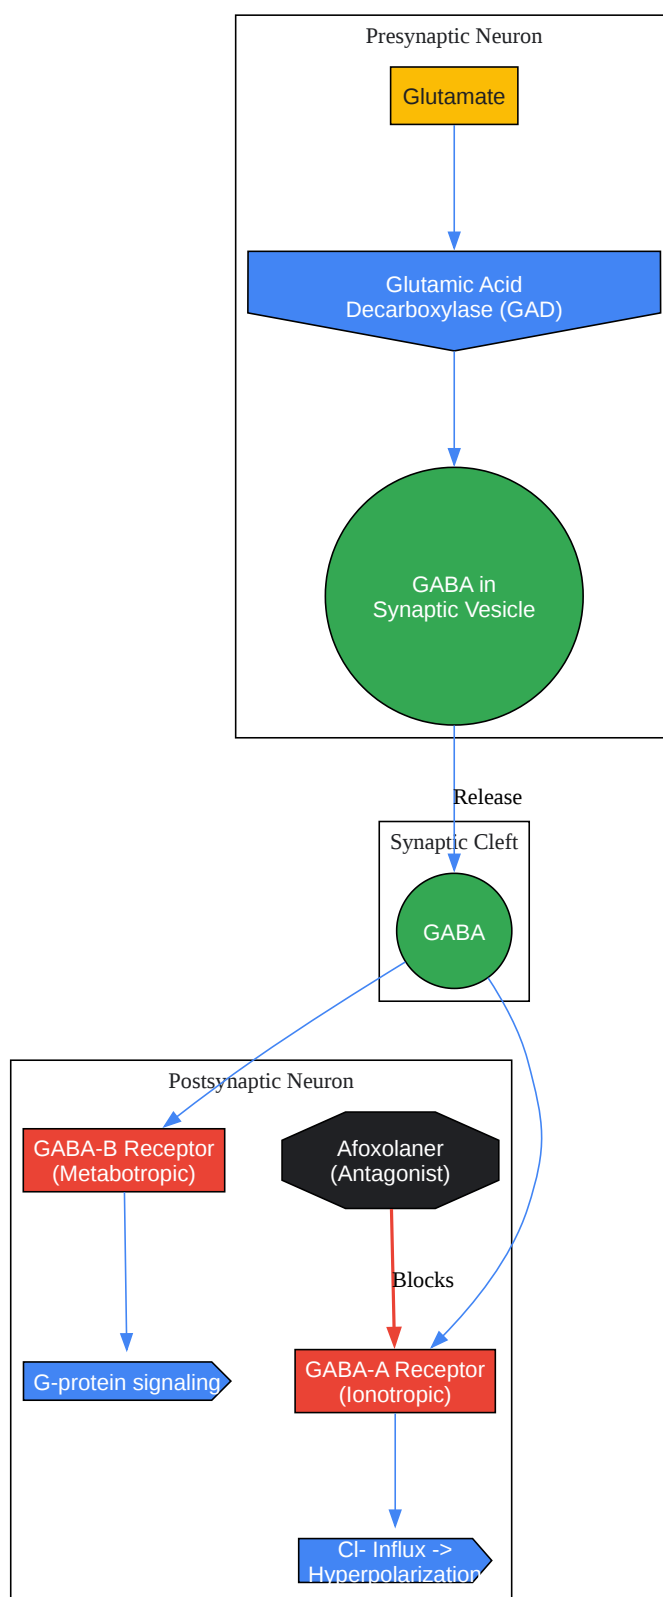 Presynaptic Neuron
Glutamate
Glutamic Acid
Decarboxylase (GAD)
GABA in
Synaptic Vesicle
Release
Synaptic Cleft
GABA
Postsynaptic Neuron
GABA-B Receptor
(Metabotropic)
Afoxolaner
(Antagonist)
Blocks
G-protein signaling
GABA-A Receptor
(Ionotropic)
Cl- Influx ->
Hyperpolarization